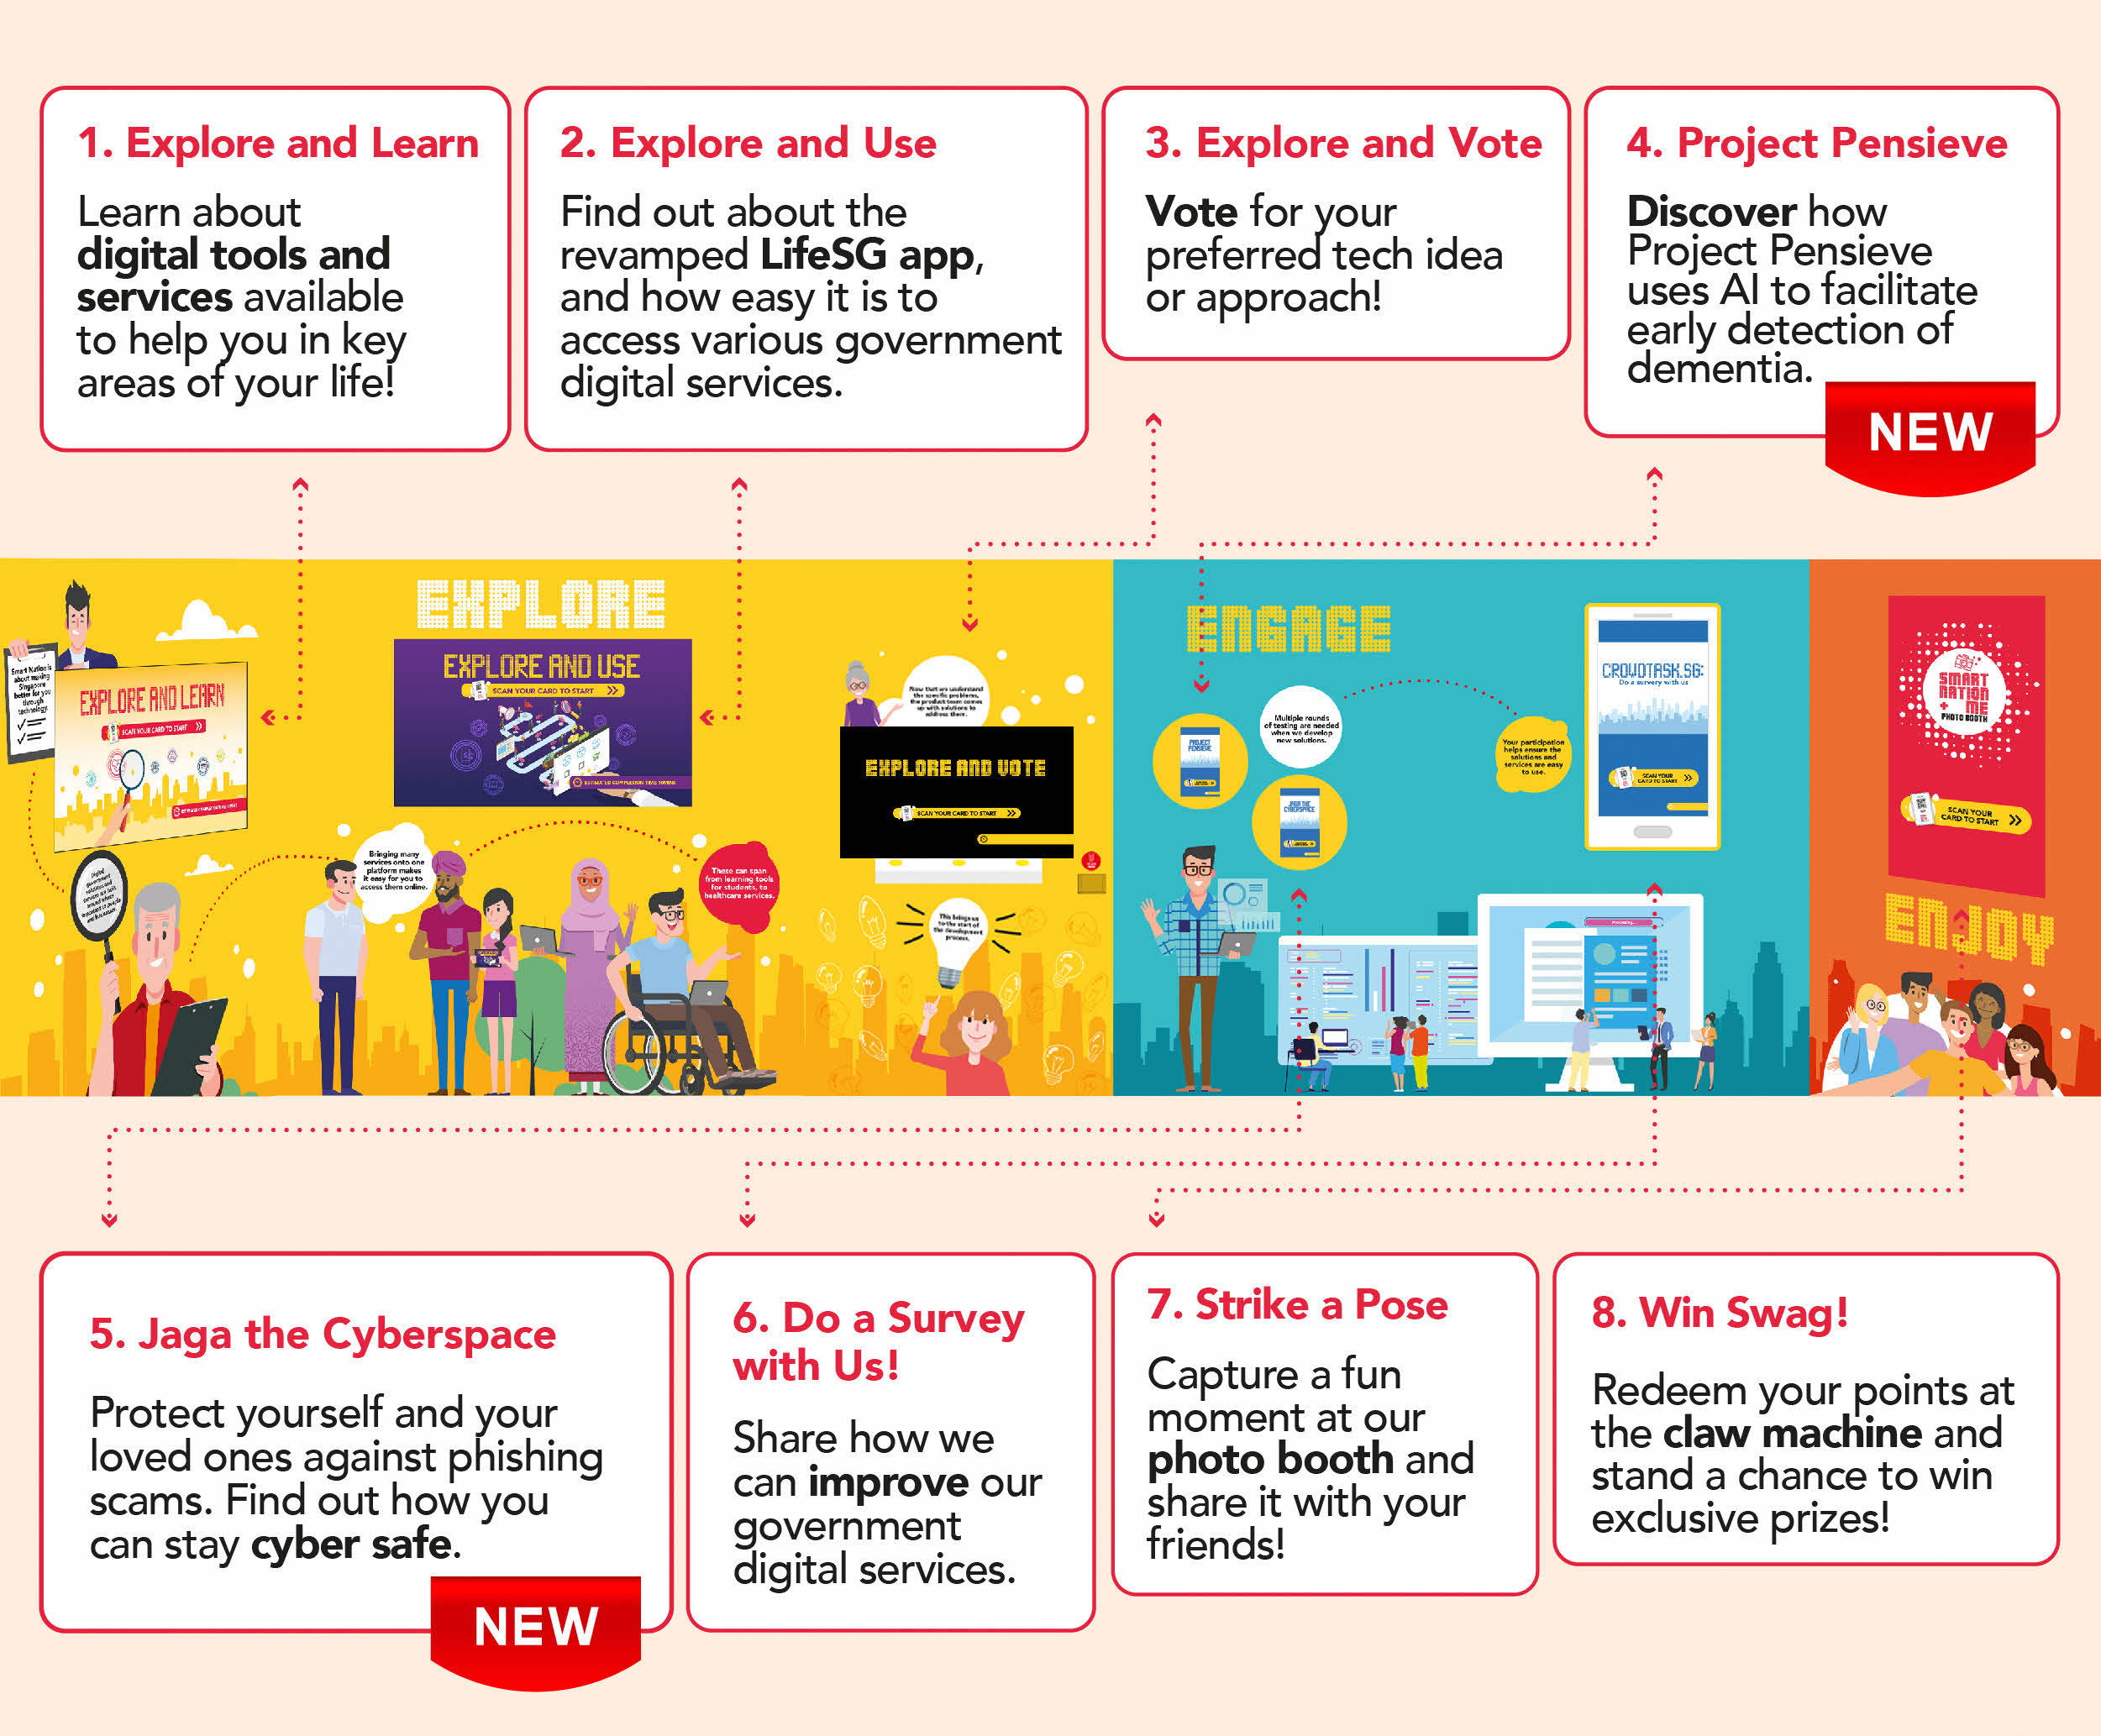 1. Explore and Learn
Learn about
digital tools and
services available
to help you in key
areas of your life!
2. Explore and Use
Find out about the
revamped LifeSG app,
and how easy it is to
access various government
digital services.
3. Explore and Vote
Vote for your
preferred tech idea
or approach!
4. Project Pensieve
Discover how
Project Pensieve
uses AI to facilitate
early detection of
dementia.
NEW
Smart Nation is
about making
Singapore
better for you
through
technology!
EXPLORE AND LEARN
SCAN YOUR CARD TO START
EXPLORE
EXPLORE AND USE
SCAN YOUR CARD TO START
Bringing many
services onto one
platform makes
it easy for you to
access them online.
These can span
from learning tools
for students, to
healthcare services.
Now that we understand
the specific problems,
the product team comes
up with solutions to
address them.
EXPLORE AND VOTE
SCAN YOUR CARD TO START
This brings us
to the start of
the development
process.
ENGAGE
PROJECT
PENSIEVE
Multiple rounds
of testing are needed
when we develop
new solutions.
JAGA THE
CYBERSPACE
Your participation
helps ensure the
solutions and
services are easy
to use.
CROWDTASK.SG:
Do a survery with us
SCAN YOUR
CARD TO START
SMART
NATION
+ ME
PHOTO BOOTH
SCAN YOUR
CARD TO START
ENJOY
5. Jaga the Cyberspace
Protect yourself and your
loved ones against phishing
scams. Find out how you
can stay cyber safe.
NEW
6. Do a Survey
with Us!
Share how we
can improve our
government
digital services.
7. Strike a Pose
Capture a fun
moment at our
photo booth and
share it with your
friends!
8. Win Swag!
Redeem your points at
the claw machine and
stand a chance to win
exclusive prizes!